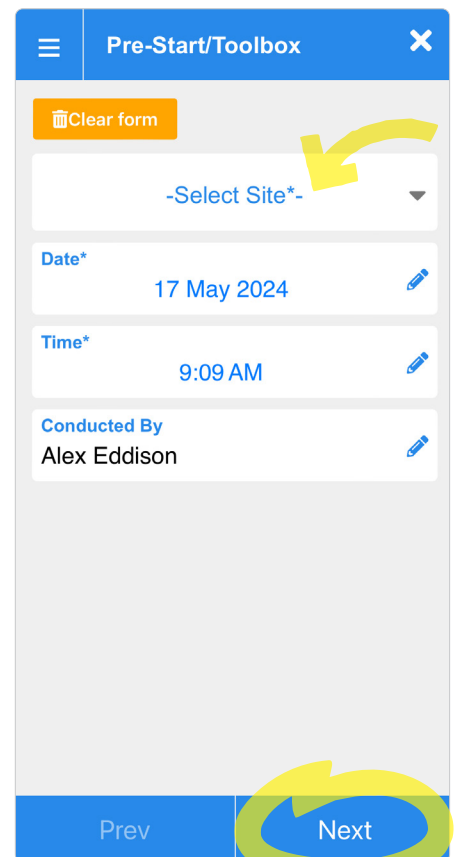 Pre-Start/Toolbox
Clear form
-Select Site*-
Date*
17 May 2024
Time*
9:09 AM
Conducted By
Alex Eddison
Prev
Next